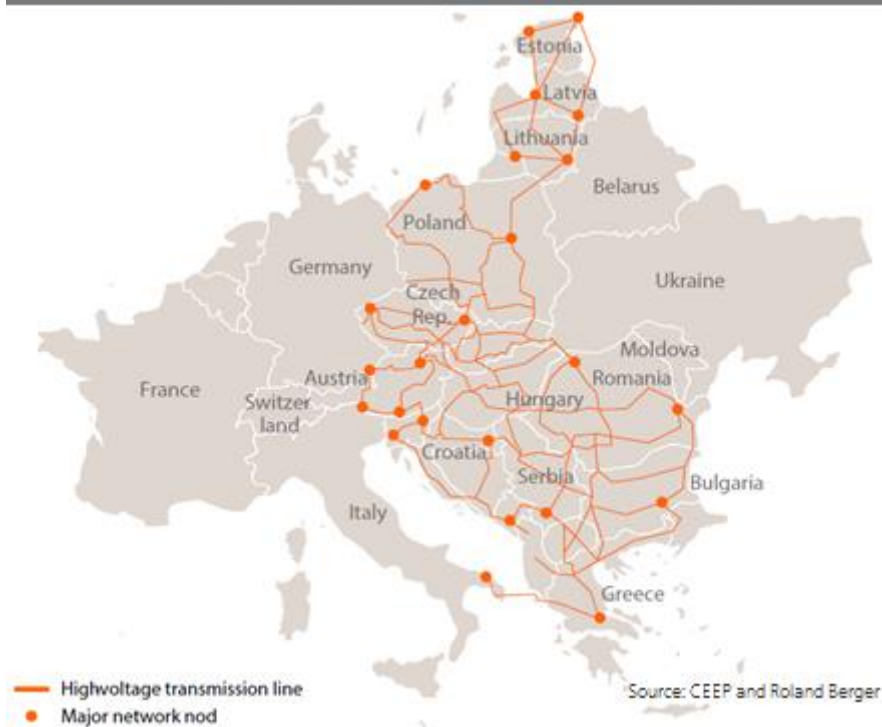 Estonia
Latvia
Lithuania
Belarus
Poland
Germany
Ukraine
Czech
Rep.
Moldova
Austria
Romania
France
Switzer
land
Hungary
Croatia
Serbia
Bulgaria
Italy
Greece
Highvoltage transmission line
Source: CEEP and Roland Berger
Major network nod